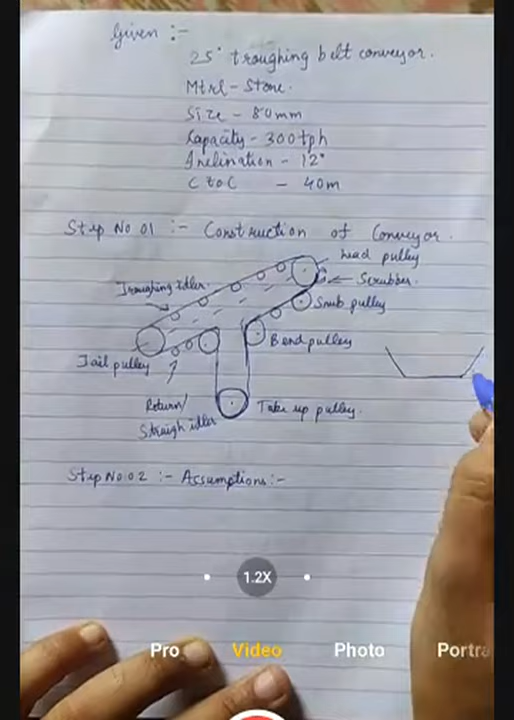 Given :-
25° troughing belt conveyor.
Mtrl - Stone.
Size - 80mm
Capacity - 300tph
Inclination - 12°
C to C - 40m
Step No 01 :- Construction of Conveyor.
head pulley
Troughing idler.
Scrubber.
Snub pulley
Bend pulley
Tail pulley
Return/
Straigh idler
Take up pulley.
Step No 02 :- Assumptions:-
1.2X
Pro Video Photo Portra